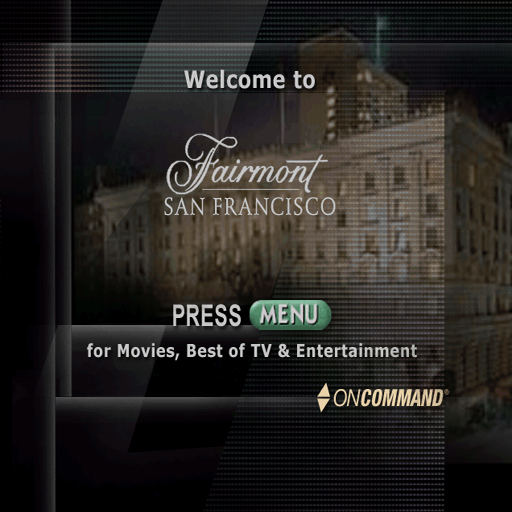 Welcome to
Fairmont
SAN FRANCISCO
PRESS MENU
for Movies, Best of TV & Entertainment
ONCOMMAND®